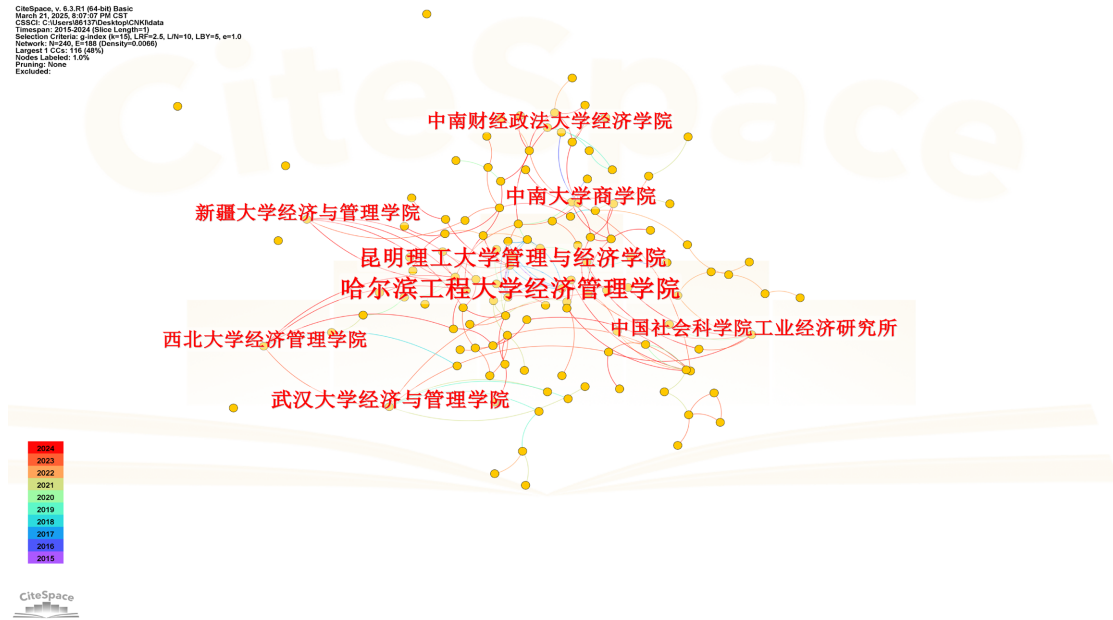 CiteSpace, v. 6.3.R1 (64-bit) Basic
March 21, 2025, 8:07:07 PM CST
CSSCI: C:\Users\86137\Desktop\CNKI\data
Timespan: 2015-2024 (Slice Length=1)
Selection Criteria: g-index (k=15), LRF=2.5, L/N=10, LBY=5, e=1.0
Network: N=240, E=188 (Density=0.0066)
Largest 1 CCs: 116 (48%)
Nodes Labeled: 1.0%
Pruning: None
Excluded:
CiteSpace
中南财经政法大学经济学院
中南大学商学院
新疆大学经济与管理学院
昆明理工大学管理与经济学院
哈尔滨工程大学经济管理学院
中国社会科学院工业经济研究所
西北大学经济管理学院
武汉大学经济与管理学院
2024
2023
2022
2021
2020
2019
2018
2017
2016
2015
CiteSpace